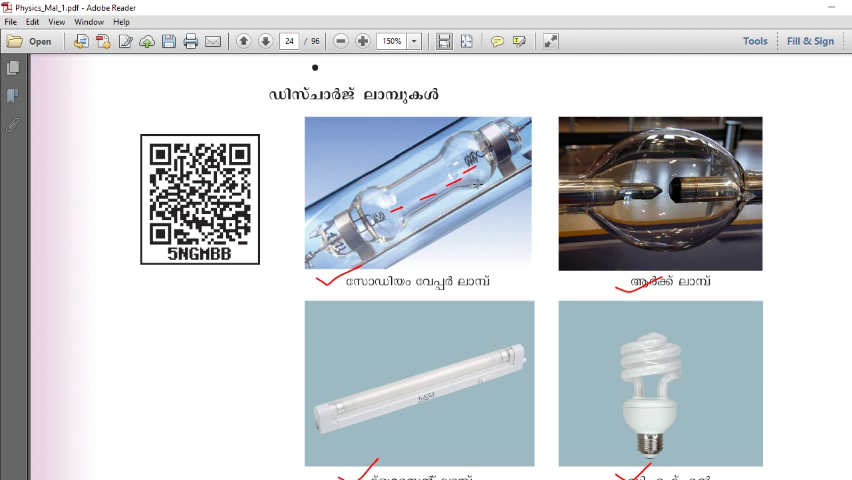 Physics_Mal_1.pdf - Adobe Reader
File Edit View Window Help
Open 24 / 96 150% Tools Fill & Sign
ഡിസ്ചാർജ് ലാമ്പുകൾ
5NGMBB
സോഡിയം വേപ്പർ ലാമ്പ്
ആർക്ക് ലാമ്പ്
ലാമ്പ്